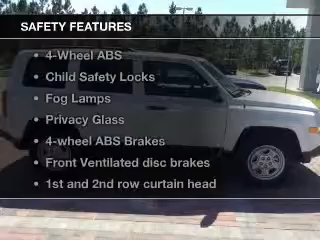 SAFETY FEATURES
• 4-Wheel ABS
• Child Safety Locks
• Fog Lamps
• Privacy Glass
• 4-wheel ABS Brakes
• Front Ventilated disc brakes
• 1st and 2nd row curtain head